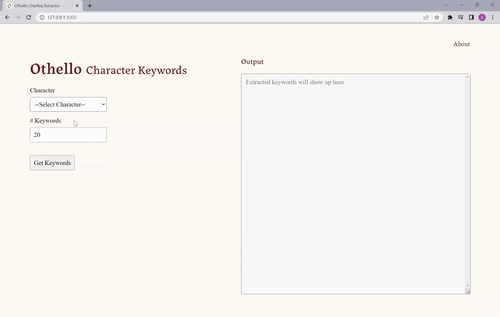 Othello CharKey Extractor
127.0.0.1:5000
About
Othello Character Keywords
Character
--Select Character--
# Keywords
20
Get Keywords
Output
Extracted keywords will show up here